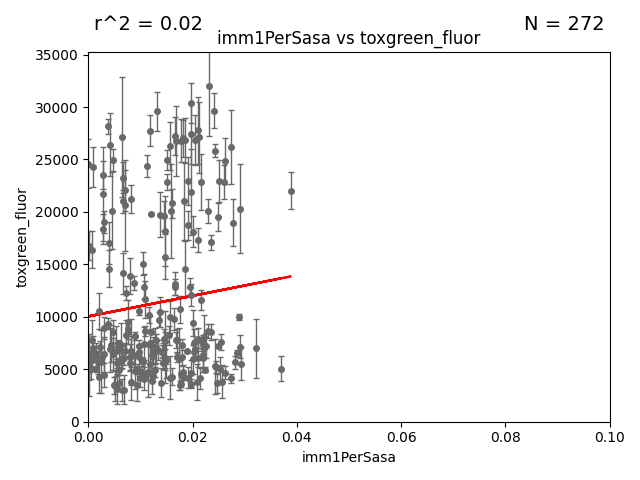 r^2 = 0.02
N = 272
imm1PerSasa vs toxgreen_fluor
35000
30000
25000
20000
15000
10000
5000
0
toxgreen_fluor
0.00
0.02
0.04
0.06
0.08
0.10
imm1PerSasa